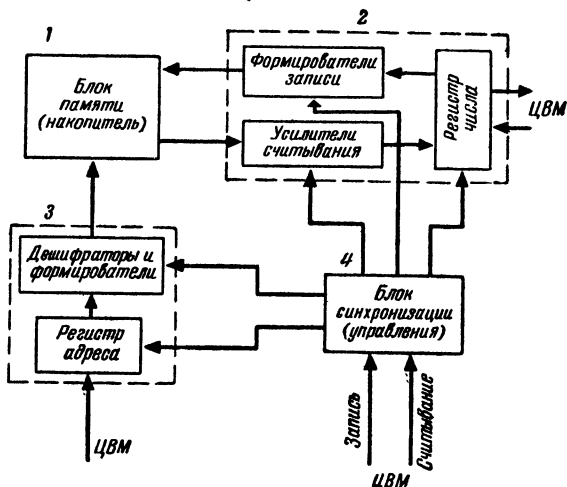 1
2
Блок
памяти
(накопитель)
Формирователи
записи
Усилители
считывания
Регистр
числа
ЦВМ
3
Дешифраторы и
формирователи
Регистр
адреса
ЦВМ
4
Блок
синхронизации
(управления)
Запись
Считывание
ЦВМ